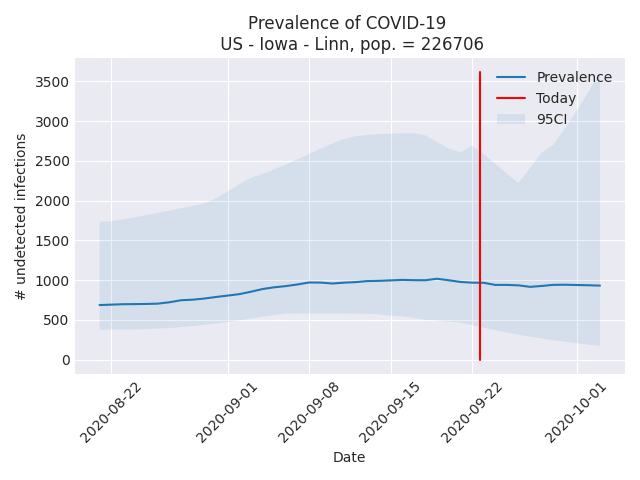 Prevalence of COVID-19
US - Iowa - Linn, pop. = 226706
3500
3000
2500
2000
1500
1000
500
0
# undetected infections
Prevalence
Today
95CI
2020-08-22
2020-09-01
2020-09-08
2020-09-15
2020-09-22
2020-10-01
Date